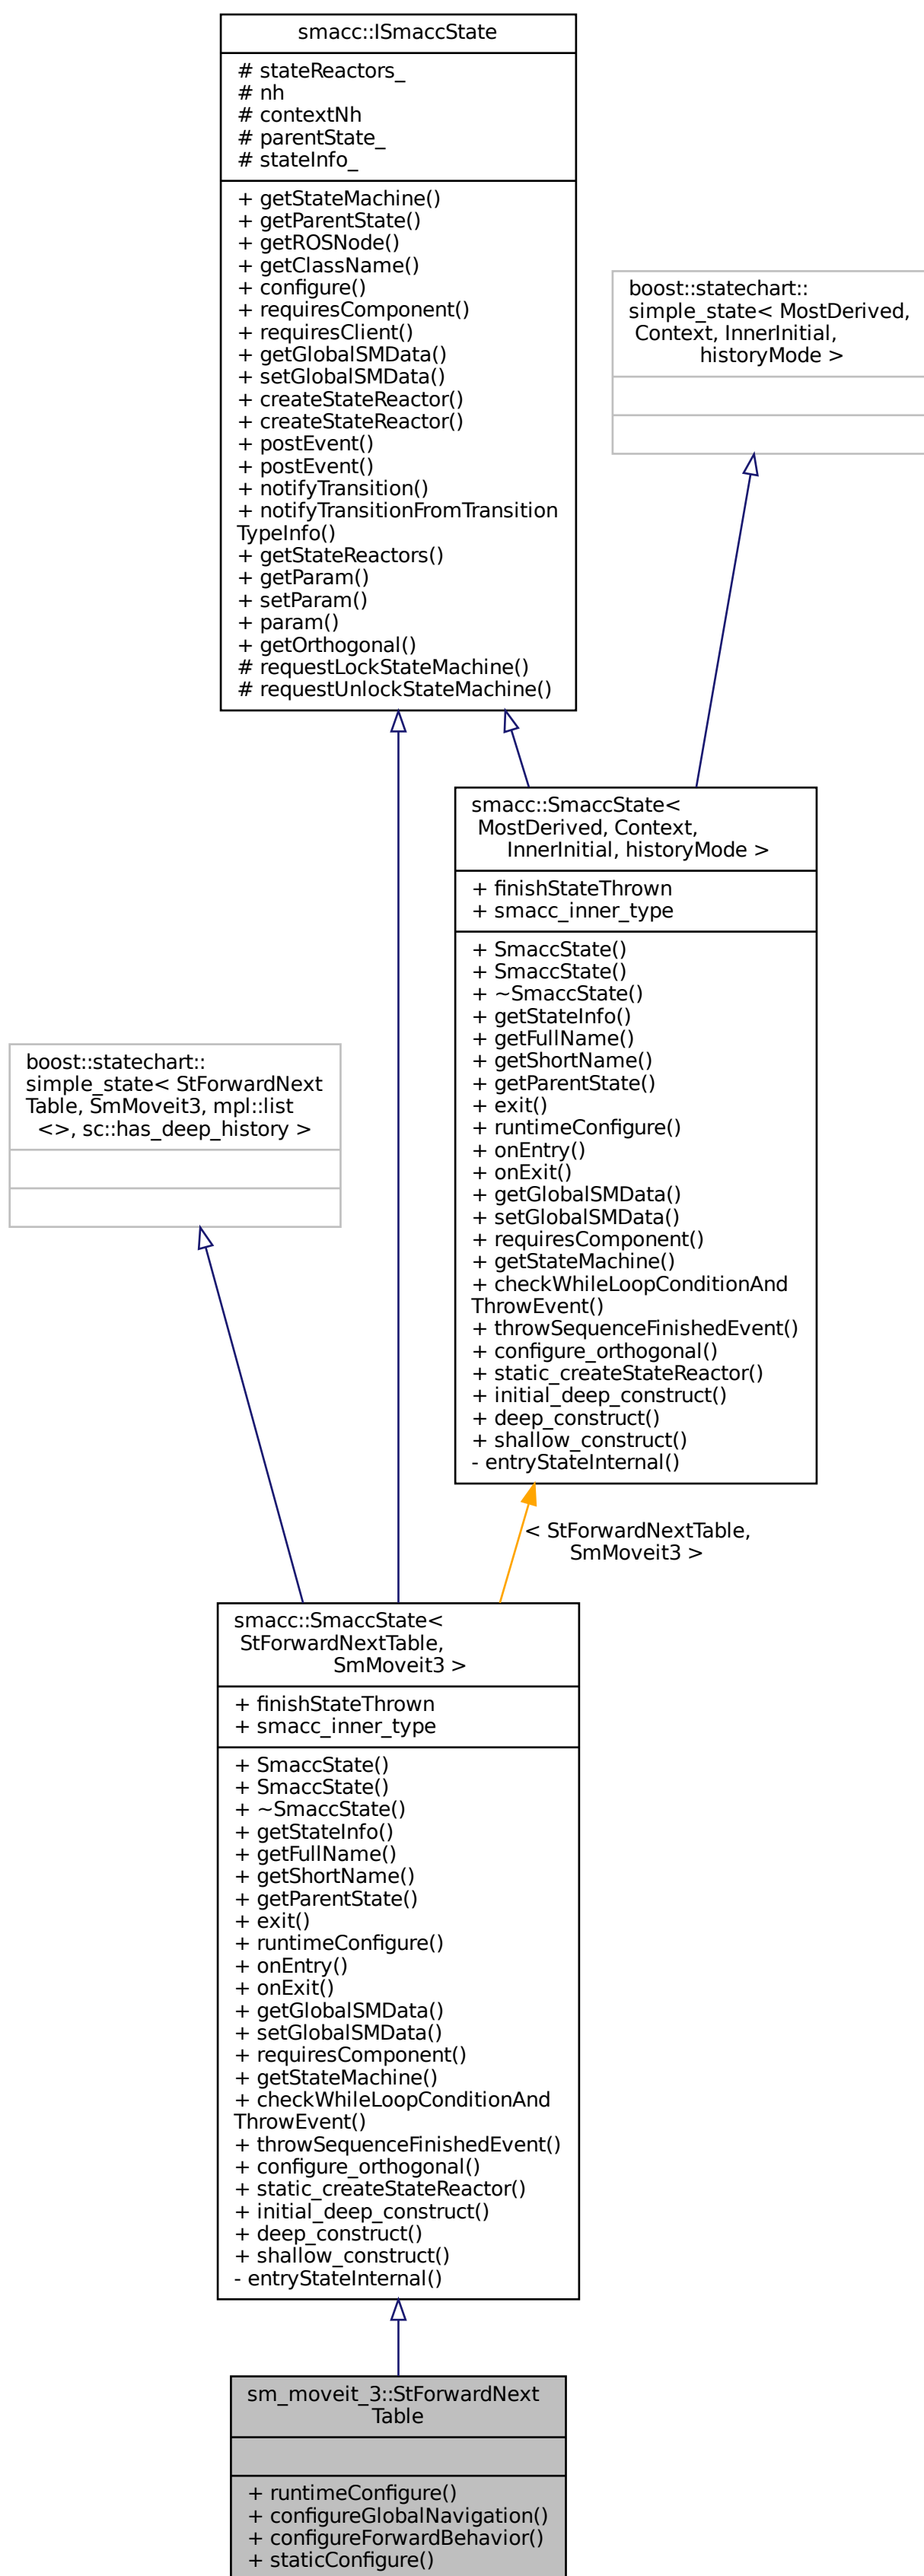 smacc::ISmaccState
# stateReactors_
# nh
# contextNh
# parentState_
# stateInfo_
+ getStateMachine()
+ getParentState()
+ getROSNode()
+ getClassName()
+ configure()
+ requiresComponent()
+ requiresClient()
+ getGlobalSMData()
+ setGlobalSMData()
+ createStateReactor()
+ createStateReactor()
+ postEvent()
+ postEvent()
+ notifyTransition()
+ notifyTransitionFromTransition
TypeInfo()
+ getStateReactors()
+ getParam()
+ setParam()
+ param()
+ getOrthogonal()
# requestLockStateMachine()
# requestUnlockStateMachine()
boost::statechart::
simple_state< MostDerived,
Context, InnerInitial,
historyMode >
smacc::SmaccState<
MostDerived, Context,
InnerInitial, historyMode >
+ finishStateThrown
+ smacc_inner_type
+ SmaccState()
+ SmaccState()
+ ~SmaccState()
+ getStateInfo()
+ getFullName()
+ getShortName()
+ getParentState()
+ exit()
+ runtimeConfigure()
+ onEntry()
+ onExit()
+ getGlobalSMData()
+ setGlobalSMData()
+ requiresComponent()
+ getStateMachine()
+ checkWhileLoopConditionAnd
ThrowEvent()
+ throwSequenceFinishedEvent()
+ configure_orthogonal()
+ static_createStateReactor()
+ initial_deep_construct()
+ deep_construct()
+ shallow_construct()
- entryStateInternal()
boost::statechart::
simple_state< StForwardNext
Table, SmMoveit3, mpl::list
<>, sc::has_deep_history >
< StForwardNextTable,
SmMoveit3 >
smacc::SmaccState<
StForwardNextTable,
SmMoveit3 >
+ finishStateThrown
+ smacc_inner_type
+ SmaccState()
+ SmaccState()
+ ~SmaccState()
+ getStateInfo()
+ getFullName()
+ getShortName()
+ getParentState()
+ exit()
+ runtimeConfigure()
+ onEntry()
+ onExit()
+ getGlobalSMData()
+ setGlobalSMData()
+ requiresComponent()
+ getStateMachine()
+ checkWhileLoopConditionAnd
ThrowEvent()
+ throwSequenceFinishedEvent()
+ configure_orthogonal()
+ static_createStateReactor()
+ initial_deep_construct()
+ deep_construct()
+ shallow_construct()
- entryStateInternal()
sm_moveit_3::StForwardNext
Table
+ runtimeConfigure()
+ configureGlobalNavigation()
+ configureForwardBehavior()
+ staticConfigure()